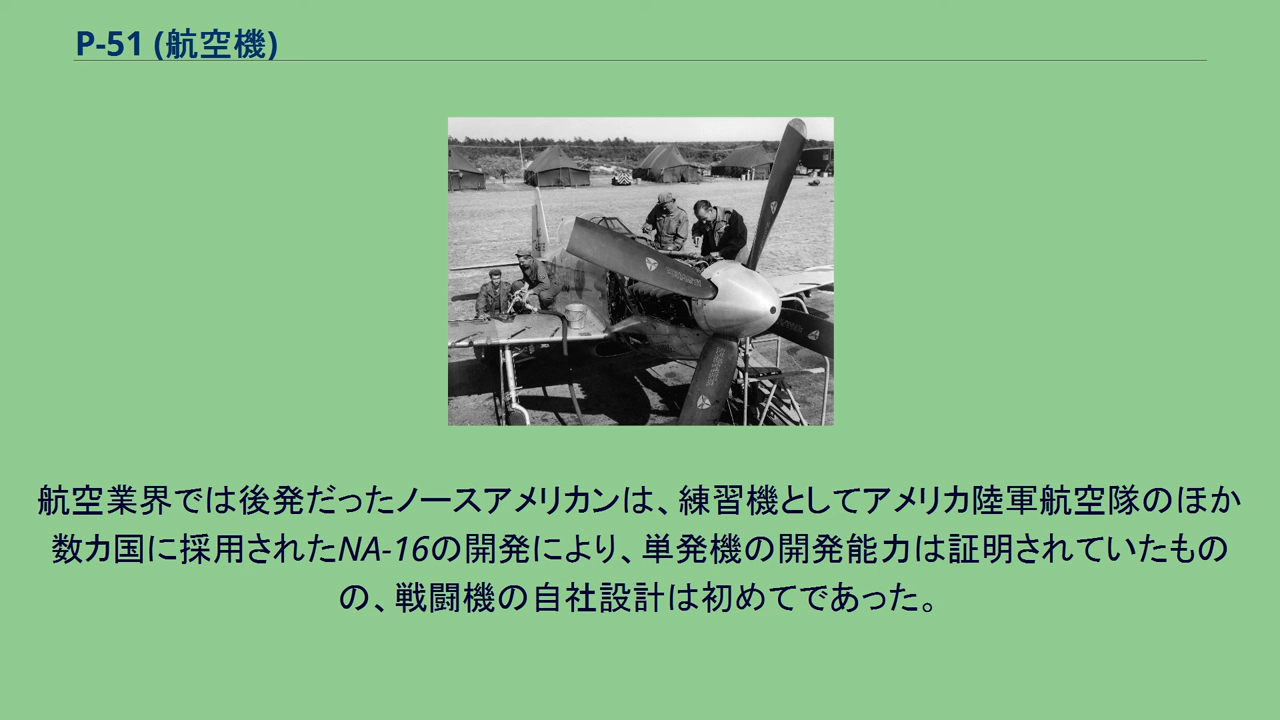 P-51 (航空機)
航空業界では後発だったノースアメリカンは、練習機としてアメリカ陸軍航空隊のほか
数カ国に採用されたNA-16の開発により、単発機の開発能力は証明されていたもの
の、戦闘機の自社設計は初めてであった。